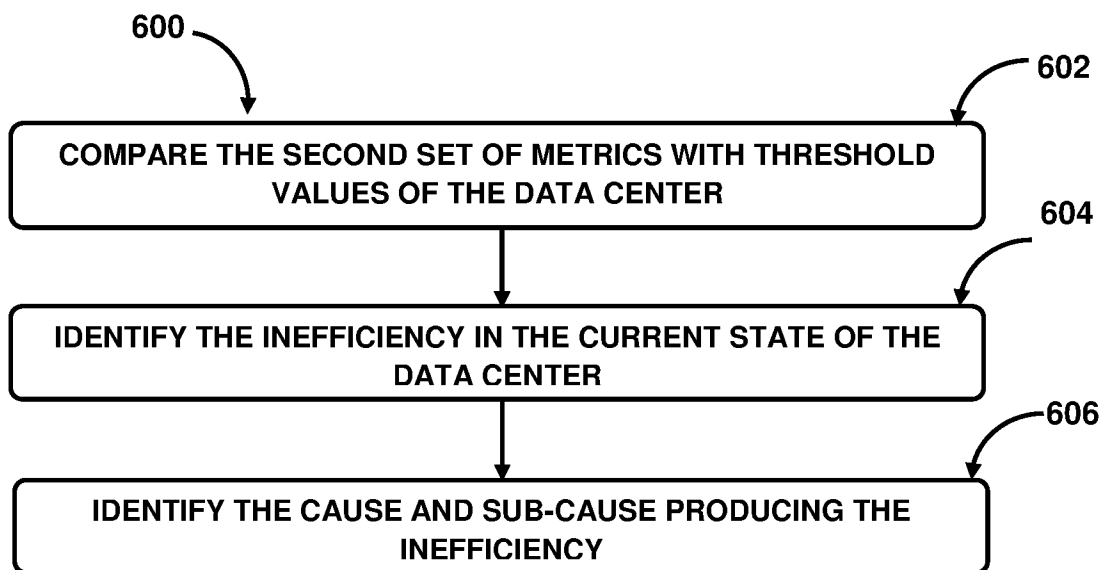 600
602
COMPARE THE SECOND SET OF METRICS WITH THRESHOLD
VALUES OF THE DATA CENTER
604
IDENTIFY THE INEFFICIENCY IN THE CURRENT STATE OF THE
DATA CENTER
606
IDENTIFY THE CAUSE AND SUB-CAUSE PRODUCING THE
INEFFICIENCY